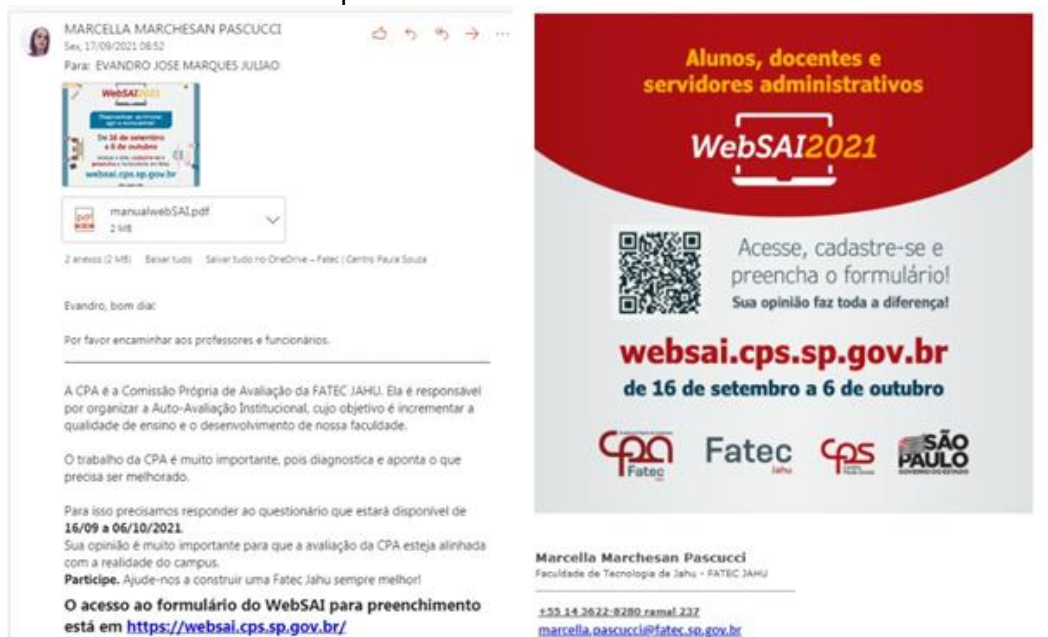 MARCELLA MARCHESAN PASCUCCI
Sex, 17/09/2021 08:52
Para: EVANDRO JOSE MARQUES JULIAO
WebSAI2021
De 16 de setembro
a 6 de outubro
websai.cps.sp.gov.br
pdf
manualwebSAI.pdf
2 MB
2 anexos (2 MB) Baixar tudo Salvar tudo no OneDrive – Fatec | Centro Paula Souza
Evandro, bom dia:
Por favor encaminhar aos professores e funcionários.
A CPA é a Comissão Própria de Avaliação da FATEC JAHU. Ela é responsável
por organizar a Auto-Avaliação Institucional, cujo objetivo é incrementar a
qualidade de ensino e o desenvolvimento de nossa faculdade.
O trabalho da CPA é muito importante, pois diagnostica e aponta o que
precisa ser melhorado.
Para isso precisamos responder ao questionário que estará disponível de
16/09 a 06/10/2021.
Sua opinião é muito importante para que a avaliação da CPA esteja alinhada
com a realidade do campus.
Participe. Ajude-nos a construir uma Fatec Jahu sempre melhor!
O acesso ao formulário do WebSAI para preenchimento
está em https://websai.cps.sp.gov.br/
Alunos, docentes e
servidores administrativos
WebSAI2021
Acesse, cadastre-se e
preencha o formulário!
Sua opinião faz toda a diferença!
websai.cps.sp.gov.br
de 16 de setembro a 6 de outubro
CPA Fatec
Fatec Jahu
CPS
SÃO PAULO
GOVERNO DO ESTADO
Marcella Marchesan Pascucci
Faculdade de Tecnologia de Jahu - FATEC JAHU
+55 14 3622-8280 ramal 237
marcella.pascucci@fatec.sp.gov.br